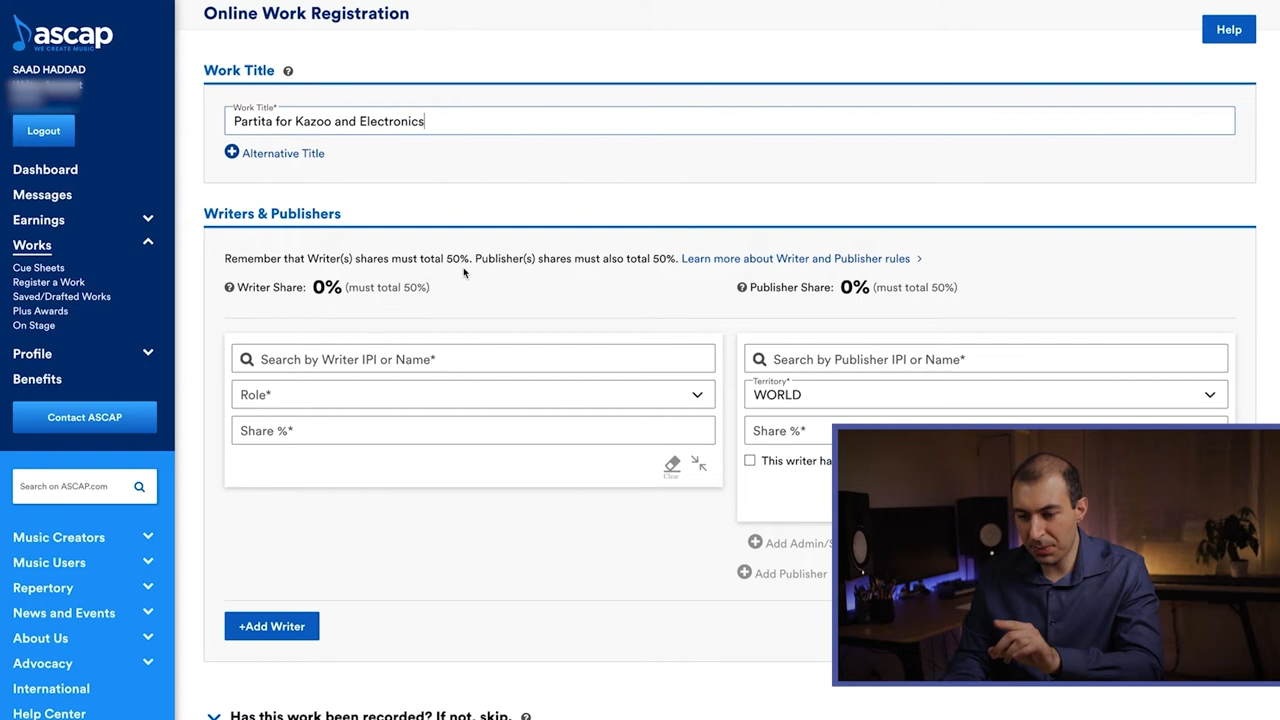 ascap
WE CREATE MUSIC
SAAD HADDAD
Logout
Dashboard
Messages
Earnings
Works
Cue Sheets
Register a Work
Saved/Drafted Works
Plus Awards
On Stage
Profile
Benefits
Contact ASCAP
Search on ASCAP.com
Music Creators
Music Users
Repertory
News and Events
About Us
Advocacy
International
Help Center
Online Work Registration
Help
Work Title
Work Title*
Partita for Kazoo and Electronics
Alternative Title
Writers & Publishers
Remember that Writer(s) shares must total 50%. Publisher(s) shares must also total 50%. Learn more about Writer and Publisher rules
Writer Share: 0% (must total 50%)
Publisher Share: 0% (must total 50%)
Search by Writer IPI or Name*
Role*
Share %*
Clear
Search by Publisher IPI or Name*
Territory*
WORLD
Share %*
This writer ha
Add Admin/S
Add Publisher
+Add Writer
Has this work been recorded? If not, skip.